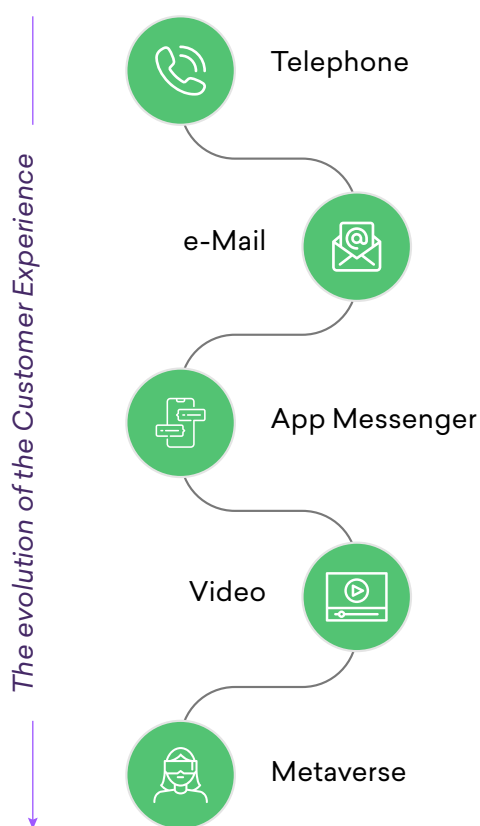 The evolution of the Customer Experience
Telephone
e-Mail
App Messenger
Video
Metaverse